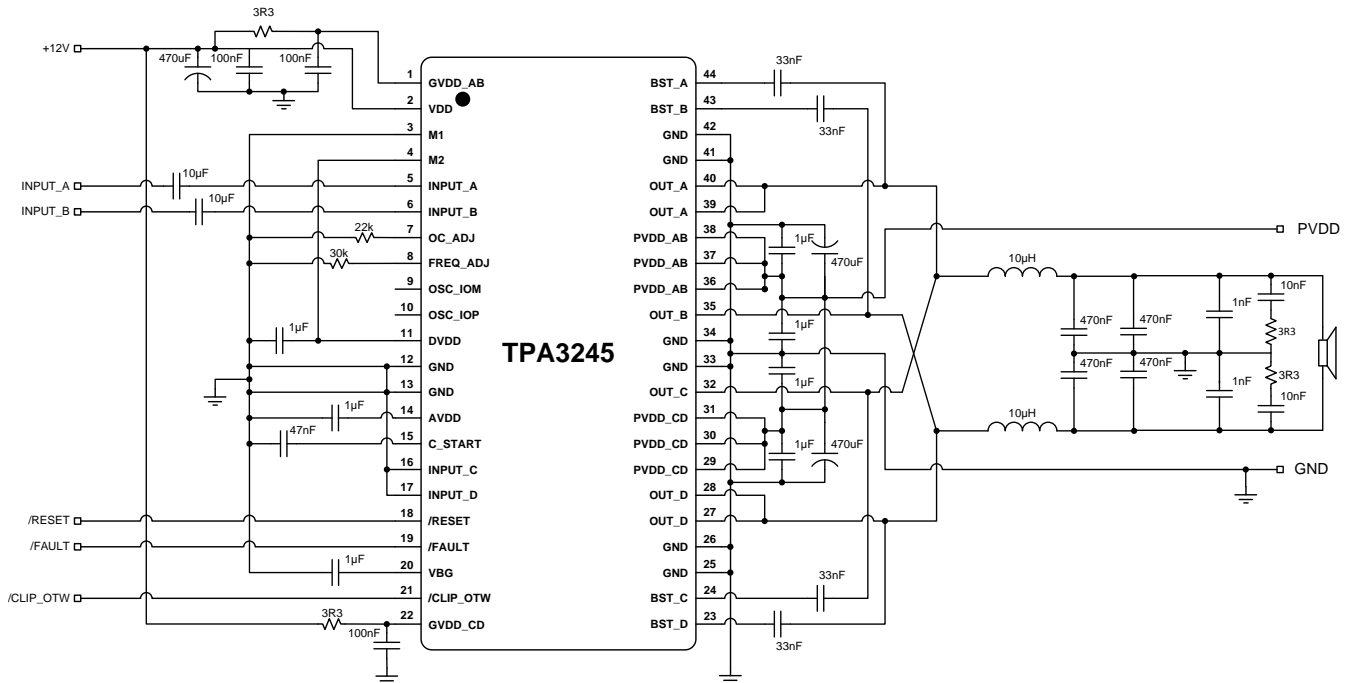 3R3
+12V
470uF
100nF
100nF
1
GVDD_AB
2
VDD
3
M1
4
M2
INPUT_A
10µF
5
INPUT_A
INPUT_B
10µF
6
INPUT_B
22k
7
OC_ADJ
30k
8
FREQ_ADJ
9
OSC_IOM
10
OSC_IOP
1µF
11
DVDD
12
GND
13
GND
1µF
14
AVDD
47nF
15
C_START
16
INPUT_C
17
INPUT_D
/RESET
18
/RESET
/FAULT
19
/FAULT
1µF
20
VBG
/CLIP_OTW
21
/CLIP_OTW
3R3
100nF
22
GVDD_CD
TPA3245
BST_A
44
33nF
BST_B
43
33nF
GND
42
GND
41
OUT_A
40
OUT_A
39
PVDD_AB
38
1µF
PVDD_AB
37
470uF
PVDD_AB
36
OUT_B
35
1µF
GND
34
GND
33
1µF
OUT_C
32
PVDD_CD
31
PVDD_CD
30
1µF
470uF
PVDD_CD
29
OUT_D
28
OUT_D
27
GND
26
GND
25
33nF
BST_C
24
BST_D
23
33nF
PVDD
10µH
470nF
470nF
1nF
10nF
3R3
470nF
470nF
1nF
3R3
10nF
10µH
GND